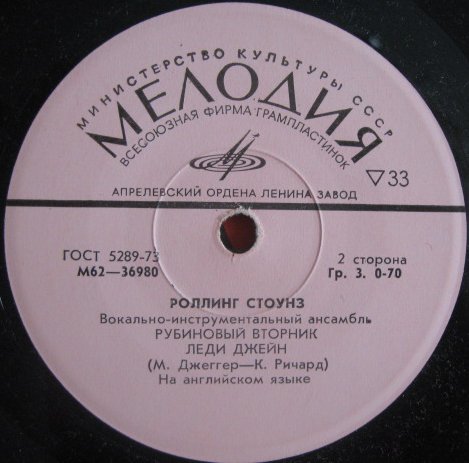 МИНИСТЕРСТВО КУЛЬТУРЫ СССР
МЕЛОДИЯ
ВСЕСОЮЗНАЯ ФИРМА ГРАМПЛАСТИНОК
▽33
АПРЕЛЕВСКИЙ ОРДЕНА ЛЕНИНА ЗАВОД
ГОСТ 5289-73
М62—36980
2 сторона
Гр. 3. 0-70
РОЛЛИНГ СТОУНЗ
Вокально-инструментальный ансамбль
РУБИНОВЫЙ ВТОРНИК
ЛЕДИ ДЖЕЙН
(М. Джеггер—К. Ричард)
На английском языке